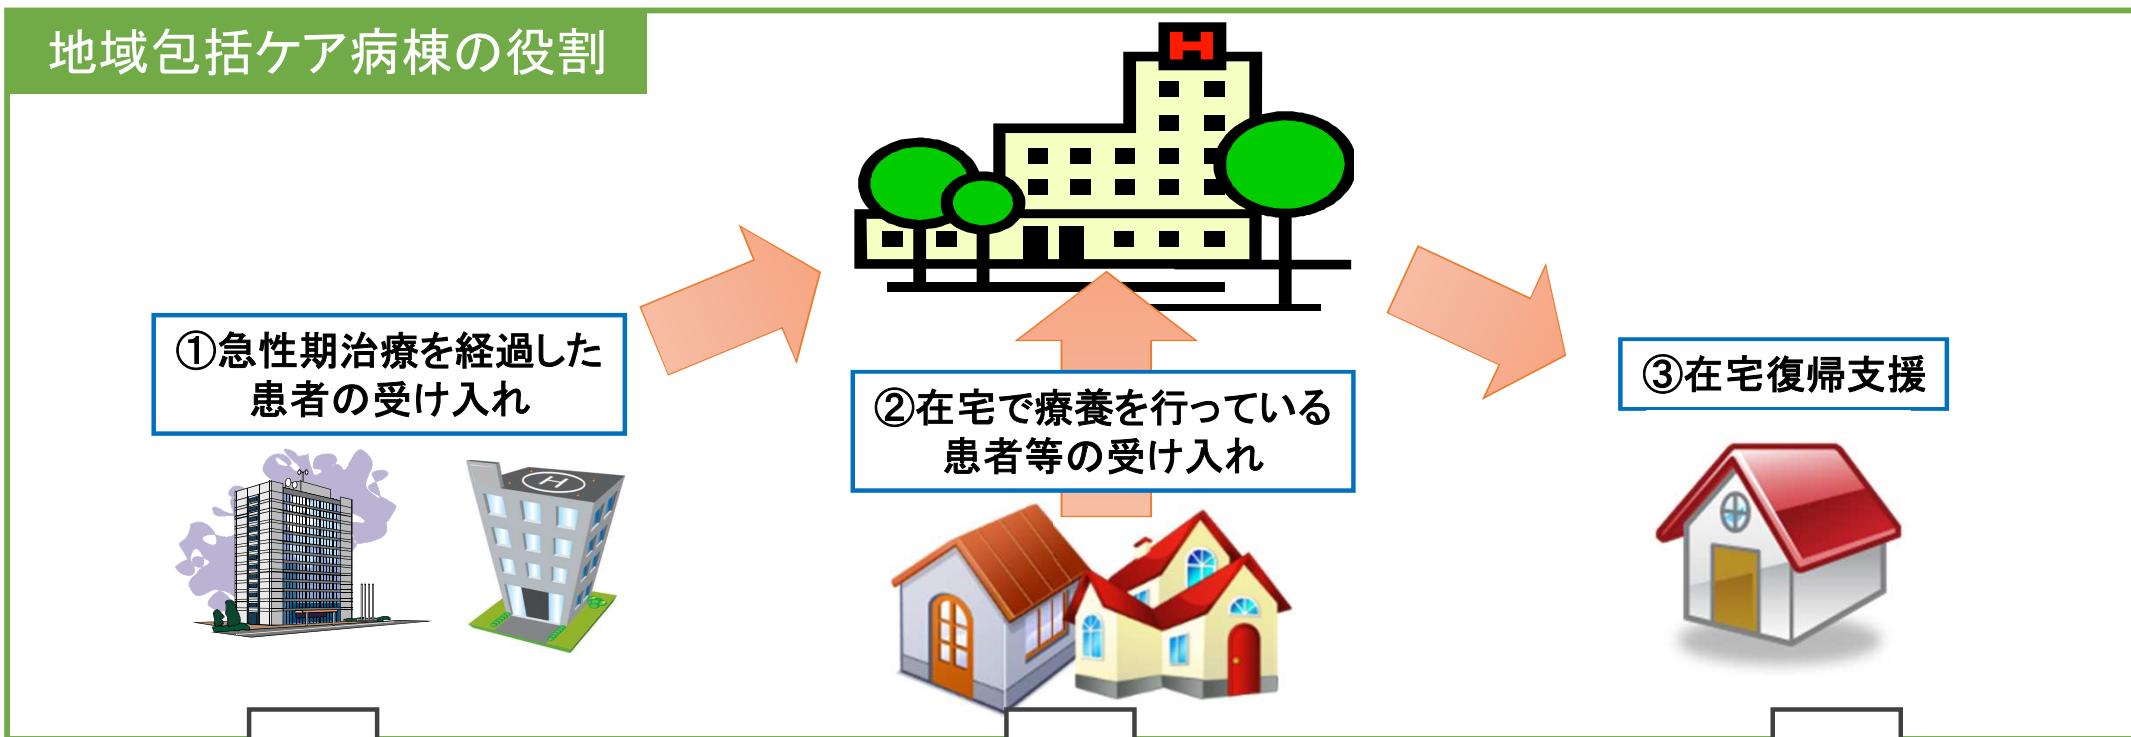 地域包括ケア病棟の役割
H
①急性期治療を経過した
患者の受け入れ
②在宅で療養を行っている
患者等の受け入れ
③在宅復帰支援
H